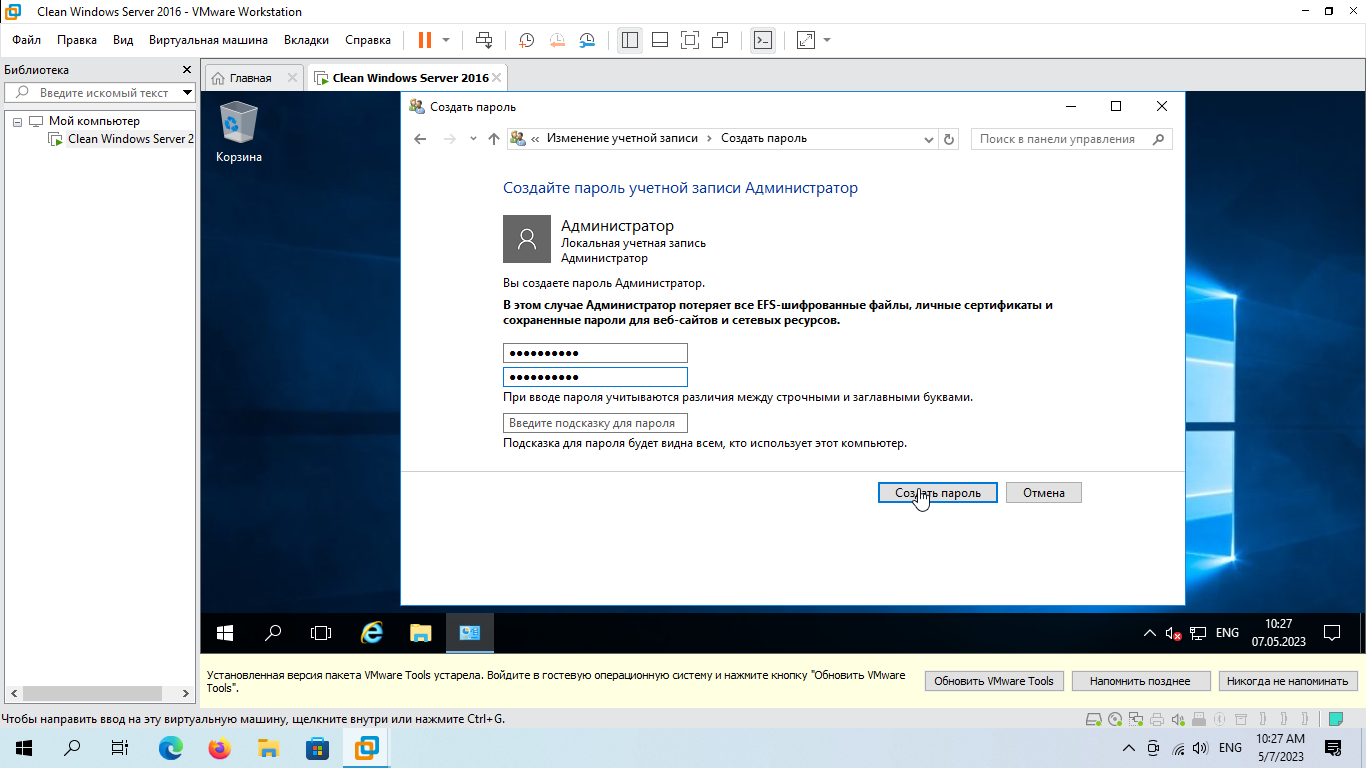 Clean Windows Server 2016 - VMware Workstation
Файл Правка Вид Виртуальная машина Вкладки Справка
Библиотека
Введите искомый текст
Мой компьютер
Clean Windows Server 2
Главная
Clean Windows Server 2016
Корзина
Создать пароль
« Изменение учетной записи > Создать пароль
Поиск в панели управления
Создайте пароль учетной записи Администратор
Администратор
Локальная учетная запись
Администратор
Вы создаете пароль Администратор.
В этом случае Администратор потеряет все EFS-шифрованные файлы, личные сертификаты и
сохраненные пароли для веб-сайтов и сетевых ресурсов.
●●●●●●●●●●
●●●●●●●●●●
При вводе пароля учитываются различия между строчными и заглавными буквами.
Введите подсказку для пароля
Подсказка для пароля будет видна всем, кто использует этот компьютер.
Создать пароль
Отмена
ENG
10:27
07.05.2023
Установленная версия пакета VMware Tools устарела. Войдите в гостевую операционную систему и нажмите кнопку "Обновить VMware
Tools".
Обновить VMware Tools
Напомнить позднее
Никогда не напоминать
Чтобы направить ввод на эту виртуальную машину, щелкните внутри или нажмите Ctrl+G.
ENG
10:27 AM
5/7/2023